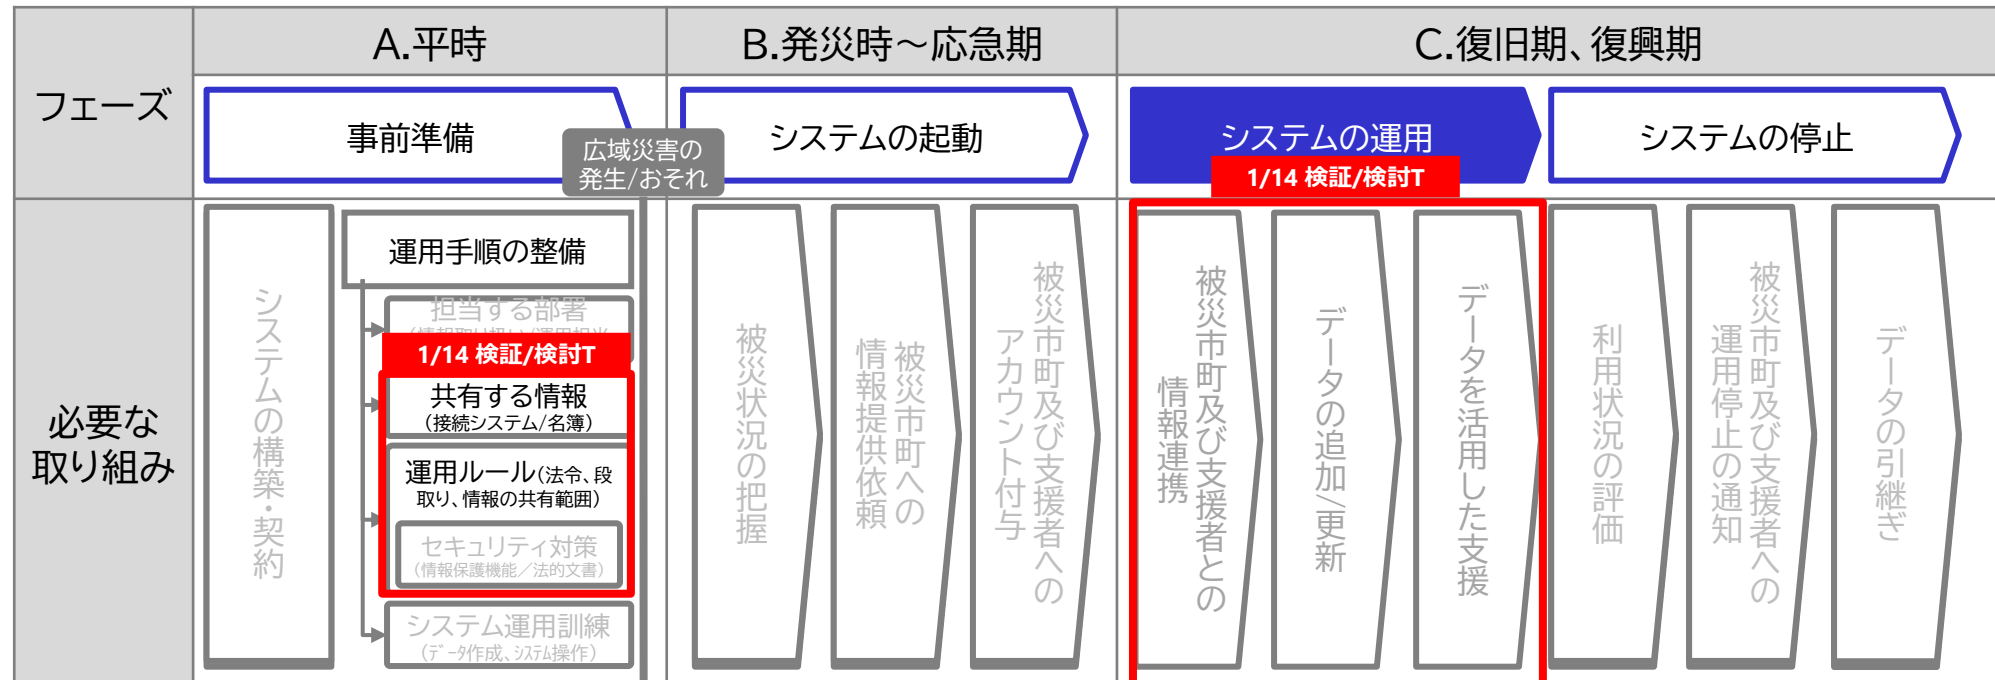 フェーズ
A.平時
B.発災時～応急期
C.復旧期、復興期
事前準備
広域災害の
発生/おそれ
システムの起動
システムの運用
1/14 検証/検討T
システムの停止
必要な
取り組み
システムの構築・契約
運用手順の整備
担当する部署
1/14 検証/検討T
共有する情報
(接続システム/名簿)
運用ルール(法令、段
取り、情報の共有範囲)
セキュリティ対策
(情報保護機能／法的文書)
システム運用訓練
(ﾃﾞｰﾀ作成、ｼｽﾃﾑ操作)
被災状況の把握
被災市町への
情報提供依頼
被災市町及び支援者への
アカウント付与
被災市町及び支援者との
情報連携
データの追加/更新
データを活用した支援
利用状況の評価
被災市町及び支援者への
運用停止の通知
データの引継ぎ